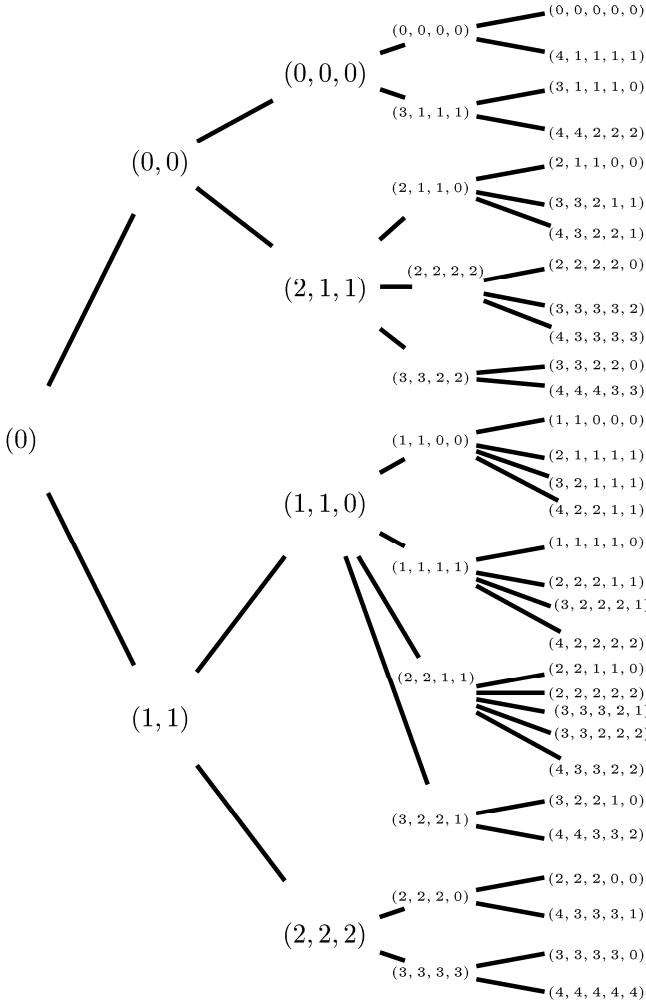 (0, 0, 0, 0, 0)
(0, 0, 0, 0)
(4, 1, 1, 1, 1)
(0, 0, 0)
(3, 1, 1, 1, 0)
(3, 1, 1, 1)
(4, 4, 2, 2, 2)
(0, 0)
(2, 1, 1, 0, 0)
(2, 1, 1, 0)
(3, 3, 2, 1, 1)
(4, 3, 2, 2, 1)
(2, 2, 2, 2, 0)
(2, 2, 2, 2)
(2, 1, 1)
(3, 3, 3, 3, 2)
(4, 3, 3, 3, 3)
(3, 3, 2, 2, 0)
(3, 3, 2, 2)
(4, 4, 4, 3, 3)
(1, 1, 0, 0, 0)
(0)
(1, 1, 0, 0)
(2, 1, 1, 1, 1)
(3, 2, 1, 1, 1)
(1, 1, 0)
(4, 2, 2, 1, 1)
(1, 1, 1, 1, 0)
(1, 1, 1, 1)
(2, 2, 2, 1, 1)
(3, 2, 2, 2, 1)
(4, 2, 2, 2, 2)
(2, 2, 1, 1, 0)
(2, 2, 1, 1)
(2, 2, 2, 2, 2)
(3, 3, 3, 2, 1)
(1, 1)
(3, 3, 2, 2, 2)
(4, 3, 3, 2, 2)
(3, 2, 2, 1, 0)
(3, 2, 2, 1)
(4, 4, 3, 3, 2)
(2, 2, 2, 0, 0)
(2, 2, 2, 0)
(4, 3, 3, 3, 1)
(2, 2, 2)
(3, 3, 3, 3, 0)
(3, 3, 3, 3)
(4, 4, 4, 4, 4)